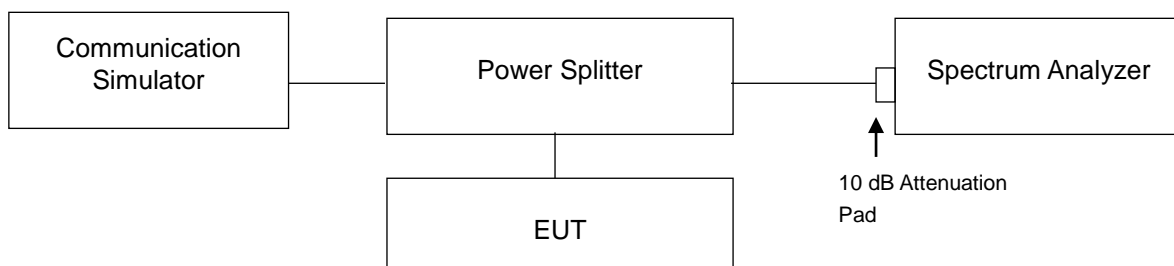 Communication
Simulator
Power Splitter
Spectrum Analyzer
10 dB Attenuation
Pad
EUT